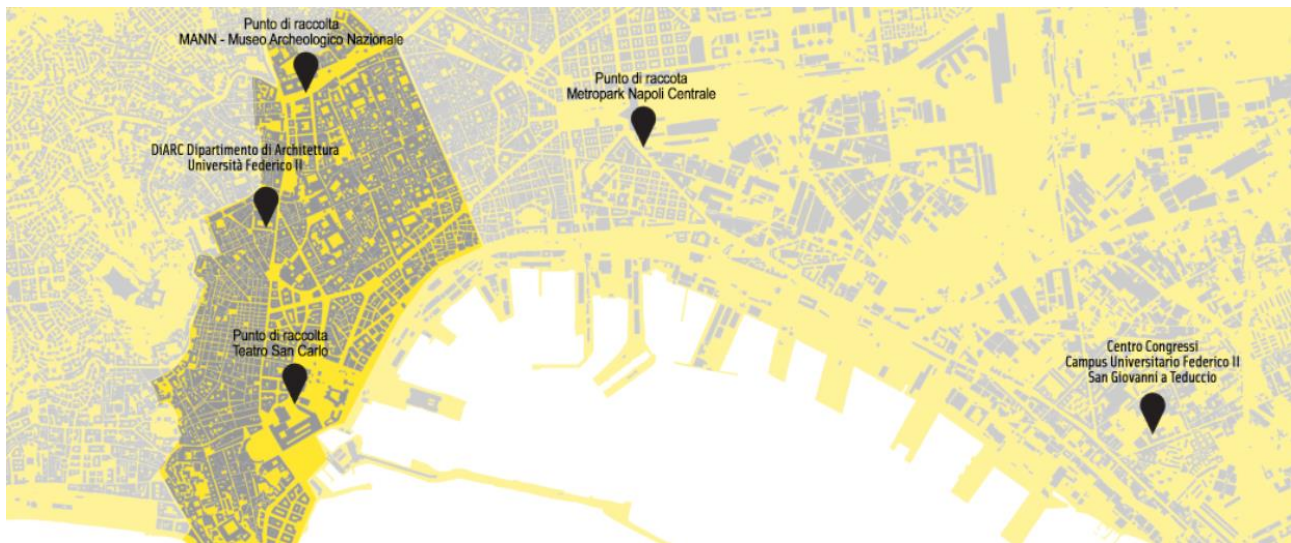 Punto di raccolta
MANN - Museo Archeologico Nazionale
Punto di raccota
Metropark Napoli Centrale
DiARC Dipartimento di Architettura
Università Federico II
Punto di raccolta
Teatro San Carlo
Centro Congressi
Campus Universitario Federico II
San Giovanni a Teduccio